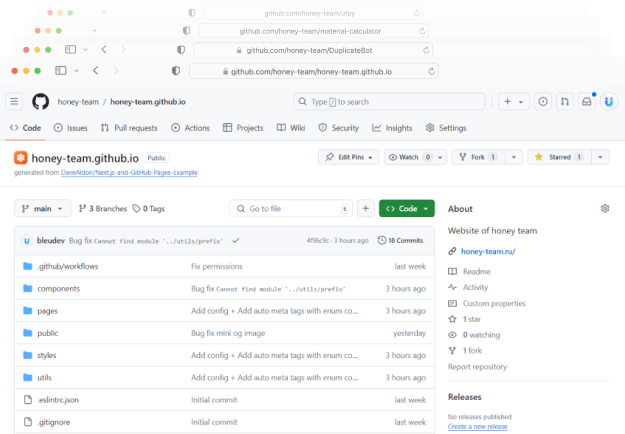 github.com/honey-team/ufpy
github.com/honey-team/material-calculator
github.com/honey-team/DuplicateBot
github.com/honey-team/honey-team.github.io
honey-team / honey-team.github.io
Type / to search
Code Issues Pull requests Actions Projects Wiki Security Insights Settings
honey-team.github.io Public
Edit Pins Watch 0 Fork 1 Starred 1
generated from DaveAldon/Next.js-and-GitHub-Pages-Example
main 3 Branches 0 Tags
Go to file t
Code
bleudev Bug fix Cannot find module '../utils/prefix' 4f96c9c · 3 hours ago 18 Commits
.github/workflows Fix permissions last week
components Bug fix Cannot find module '../utils/prefix' 3 hours ago
pages Add config + Add auto meta tags with enum co... 3 hours ago
public Bug fix mini og image yesterday
styles Add config + Add auto meta tags with enum co... 3 hours ago
utils Add config + Add auto meta tags with enum co... 3 hours ago
.eslintrc.json Initial commit last week
.gitignore Initial commit last week
About
Website of honey team
honey-team.ru/
Readme
Activity
Custom properties
1 star
0 watching
1 fork
Report repository
Releases
No releases published
Create a new release